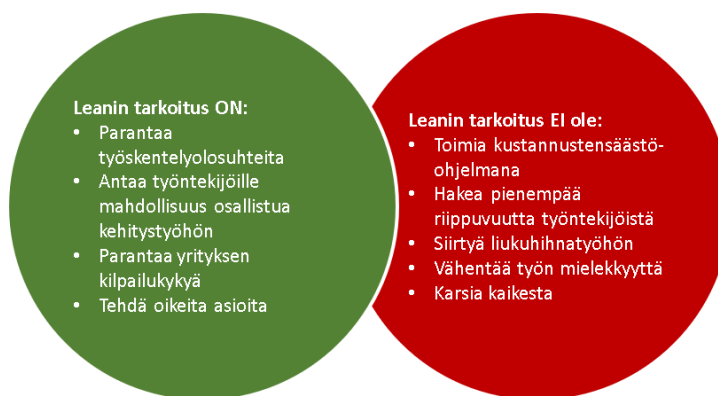 Leanin tarkoitus ON:
• Parantaa
työskentelyolosuhteita
• Antaa työntekijöille
mahdollisuus osallistua
kehitystyöhön
• Parantaa yrityksen
kilpailukykyä
• Tehdä oikeita asioita
Leanin tarkoitus EI ole:
• Toimia kustannustensäästö-
ohjelmana
• Hakea pienempää
riippuvuutta työntekijöistä
• Siirtyä liukuhihnatyöhön
• Vähentää työn mielekkyyttä
• Karsia kaikesta